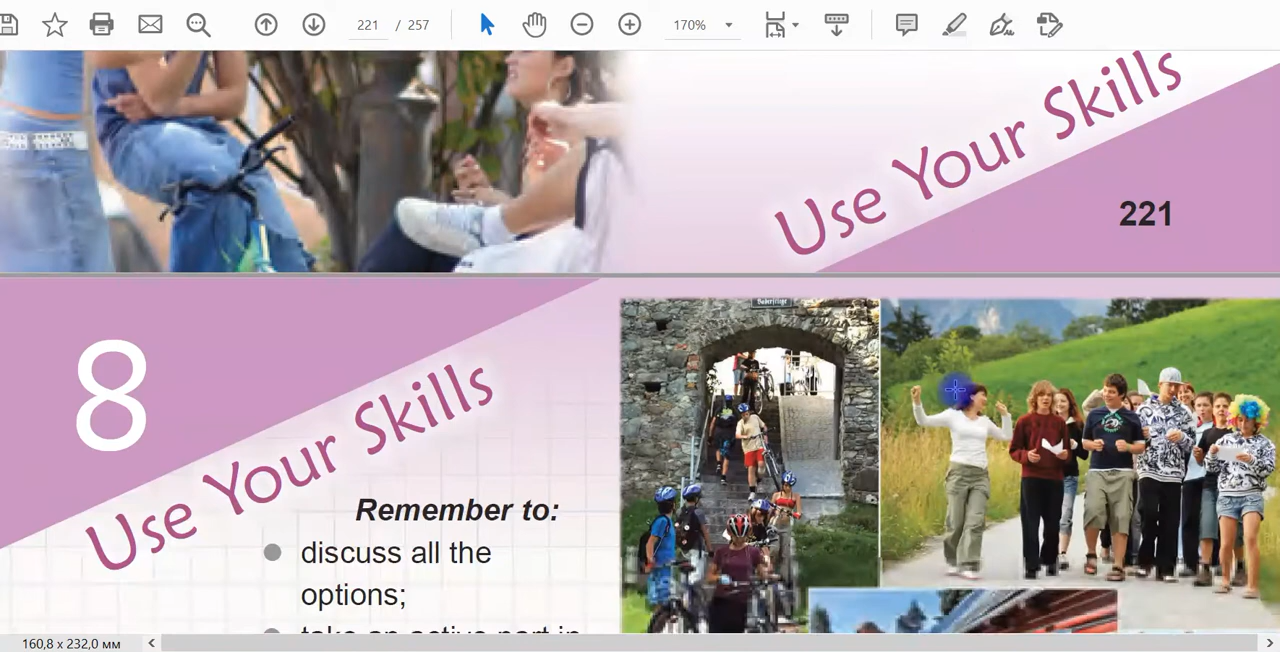 221 / 257 170%
Use Your Skills
221
8
Use Your Skills
Remember to:
discuss all the
options;
160,8 x 232,0 мм